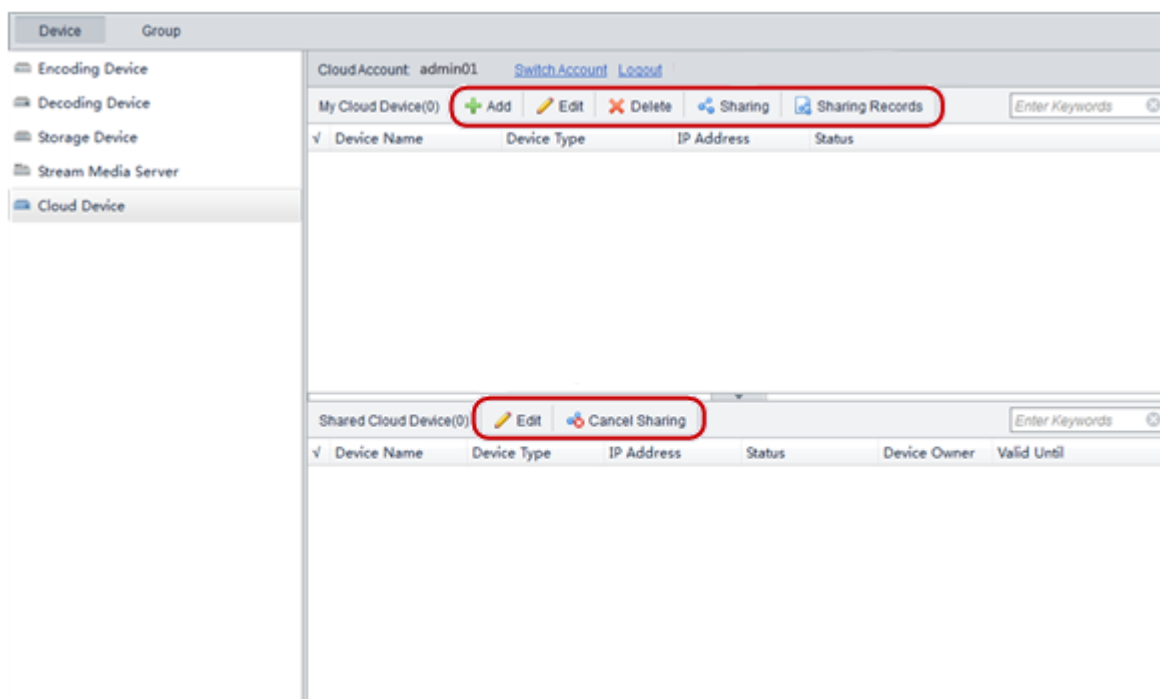 Device Group
Encoding Device
Decoding Device
Storage Device
Stream Media Server
Cloud Device
Cloud Account: admin01 Switch Account Logout
My Cloud Device(0) Add Edit Delete Sharing Sharing Records Enter Keywords
√ Device Name Device Type IP Address Status
Shared Cloud Device(0) Edit Cancel Sharing Enter Keywords
√ Device Name Device Type IP Address Status Device Owner Valid Until